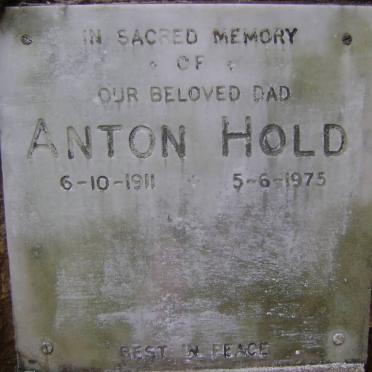 IN SACRED MEMORY
OF
OUR BELOVED DAD
ANTON HOLD
6-10-1911 5-6-1975
REST IN PEACE